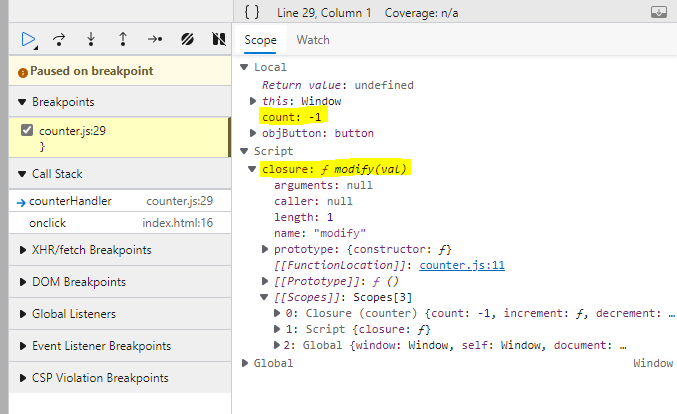 { } Line 29, Column 1 Coverage: n/a
Paused on breakpoint
Breakpoints
counter.js:29
}
Call Stack
counterHandler counter.js:29
onclick index.html:16
XHR/fetch Breakpoints
DOM Breakpoints
Global Listeners
Event Listener Breakpoints
CSP Violation Breakpoints
Scope Watch
Local
Return value: undefined
this: Window
count: -1
objButton: button
Script
closure: ƒ modify(val)
arguments: null
caller: null
length: 1
name: "modify"
prototype: {constructor: ƒ}
[[FunctionLocation]]: counter.js:11
[[Prototype]]: ƒ ()
[[Scopes]]: Scopes[3]
0: Closure (counter) {count: -1, increment: ƒ, decrement: …
1: Script {closure: ƒ}
2: Global {window: Window, self: Window, document: …
Global Window